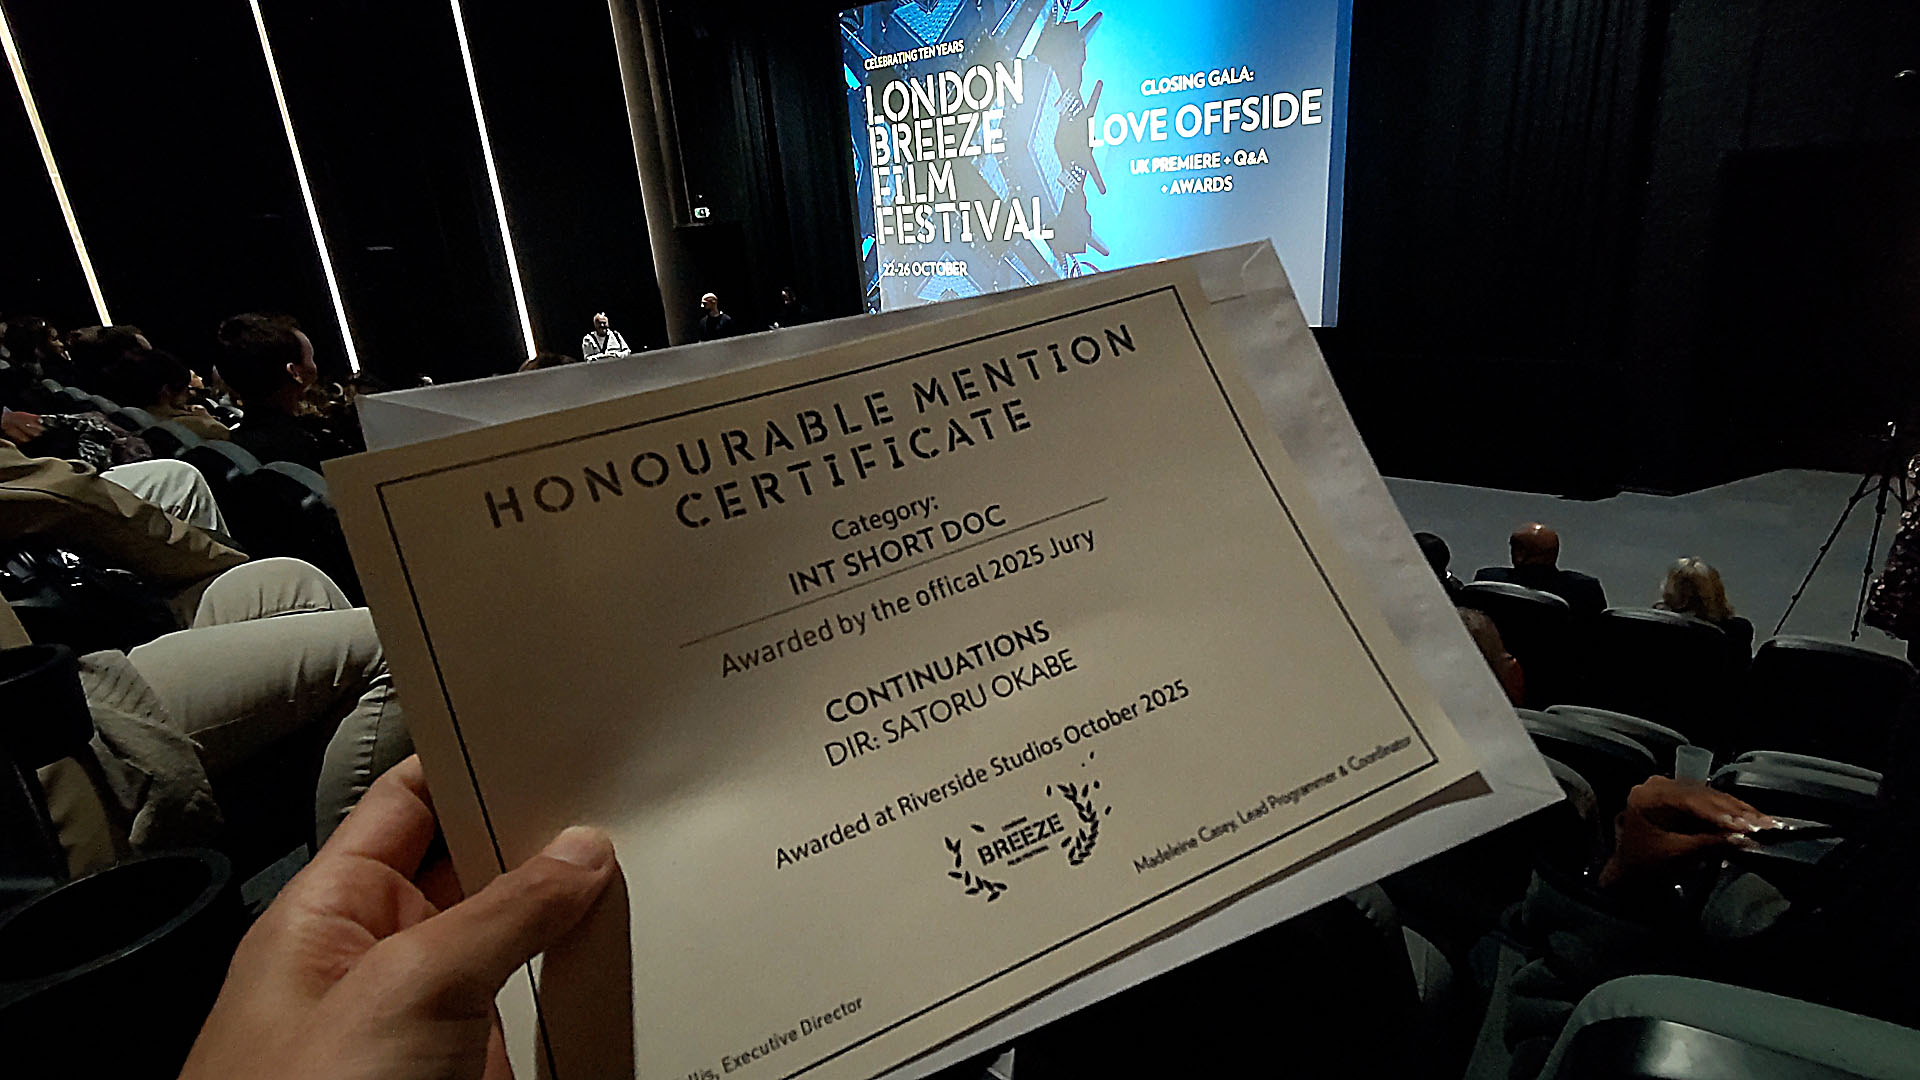 CELEBRATING TEN YEARS
LONDON
BREEZE
FILM
FESTIVAL
22-26 OCTOBER
CLOSING GALA:
LOVE OFFSIDE
UK PREMIERE + Q&A
+ AWARDS
HONOURABLE MENTION
CERTIFICATE
Category:
INT SHORT DOC
Awarded by the offical 2025 Jury
CONTINUATIONS
DIR: SATORU OKABE
Awarded at Riverside Studios October 2025
BREEZE
Madeleine Casey, Lead Programmer & Coordinator
Executive Director